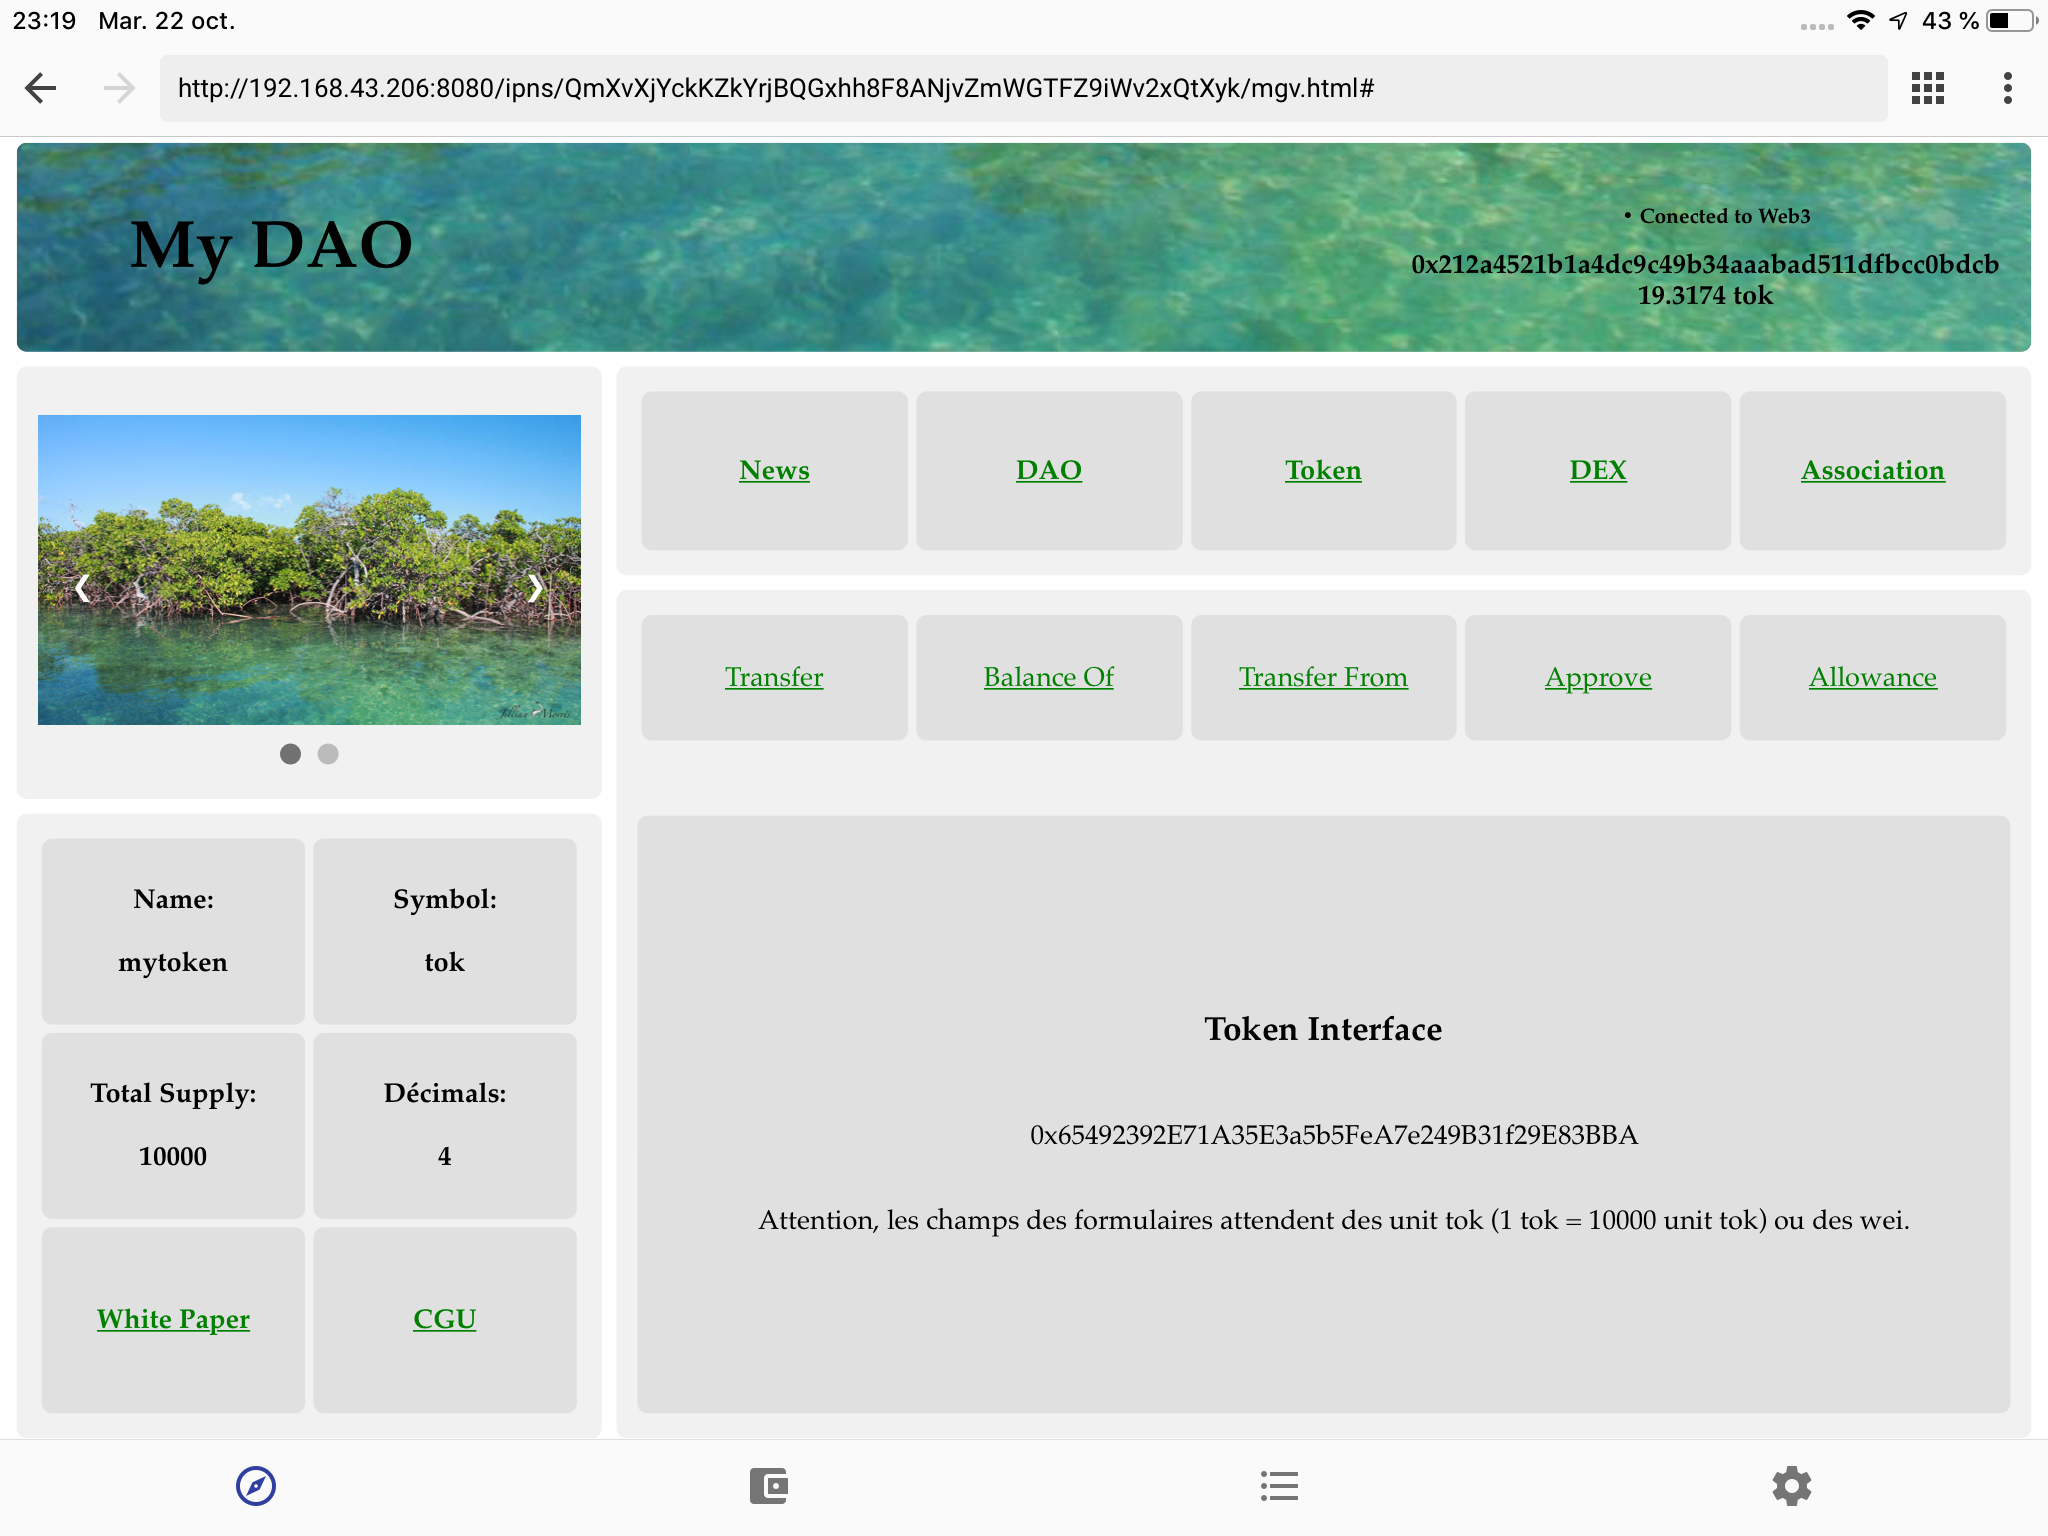 23:19 Mar. 22 oct.
43 %
http://192.168.43.206:8080/ipns/QmXvXjYckKZkYrjBQGxhh8F8ANjvZmWGTFZ9iWv2xQtXyk/mgv.html#
My DAO
• Conected to Web3
0x212a4521b1a4dc9c49b34aaabad511dfbcc0bdcb
19.3174 tok
News
DAO
Token
DEX
Association
Jillian Morris
Transfer
Balance Of
Transfer From
Approve
Allowance
Name:
mytoken
Symbol:
tok
Total Supply:
10000
Décimals:
4
White Paper
CGU
Token Interface
0x65492392E71A35E3a5b5FeA7e249B31f29E83BBA
Attention, les champs des formulaires attendent des unit tok (1 tok = 10000 unit tok) ou des wei.